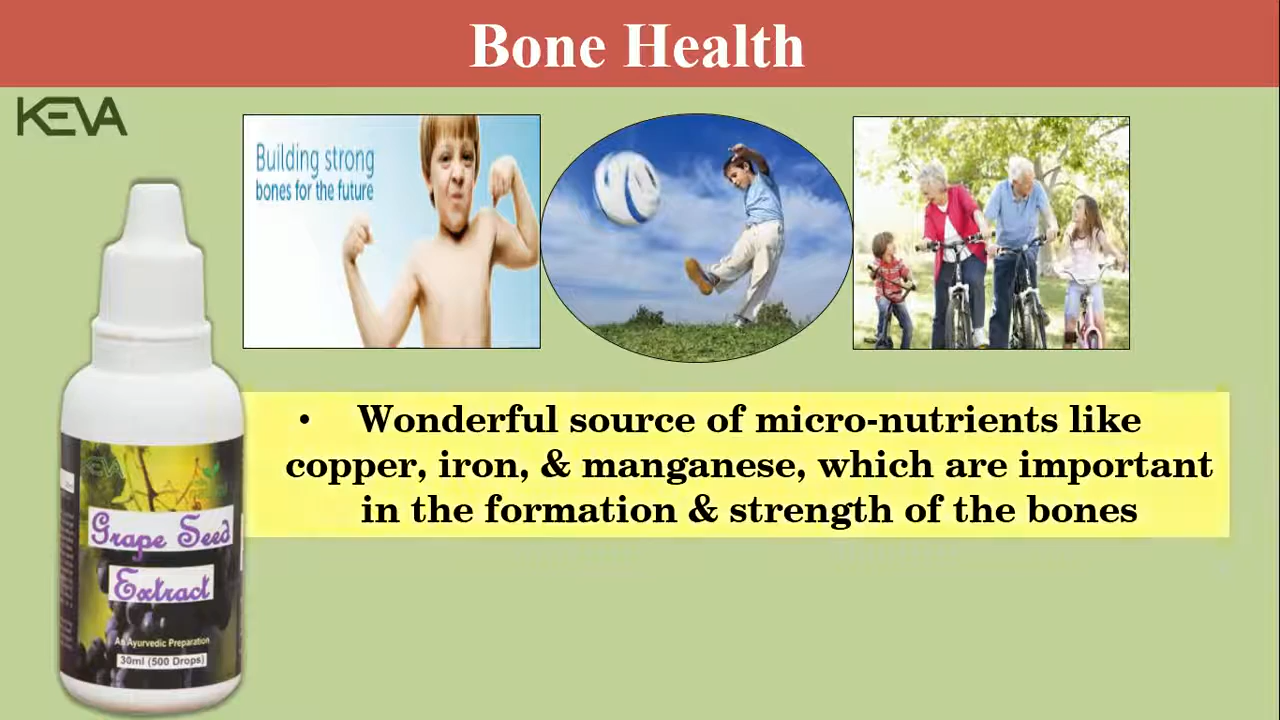 Bone Health
KEVA
Building strong
bones for the future
• Wonderful source of micro-nutrients like
copper, iron, & manganese, which are important
in the formation & strength of the bones
KEVA
Grape Seed
Extract
An Ayurvedic Preparation
30ml (500 Drops)